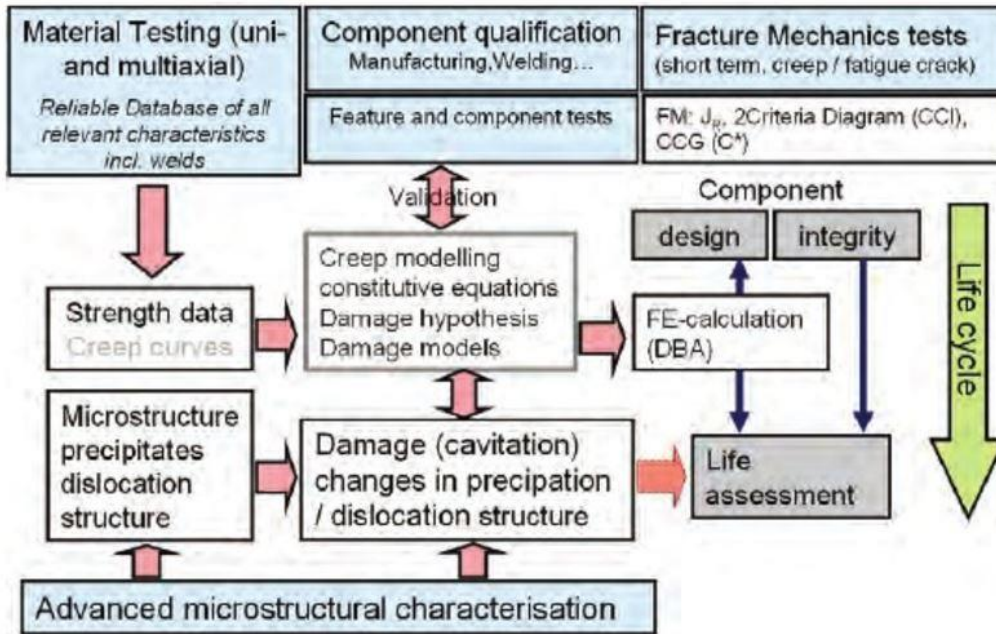 Material Testing (uni-
and multiaxial)
Reliable Database of all
relevant characteristics
incl. welds
Component qualification
Manufacturing,Welding...
Feature and component tests
Fracture Mechanics tests
(short term, creep / fatigue crack)
FM: J_R, 2Criteria Diagram (CCI),
CCG (C*)
Validation
Component
design
integrity
Life cycle
Creep modelling
constitutive equations
Damage hypothesis
Damage models
Strength data
Creep curves
FE-calculation
(DBA)
Microstructure
precipitates
dislocation
structure
Damage (cavitation)
changes in precipation
/ dislocation structure
Life
assessment
Advanced microstructural characterisation